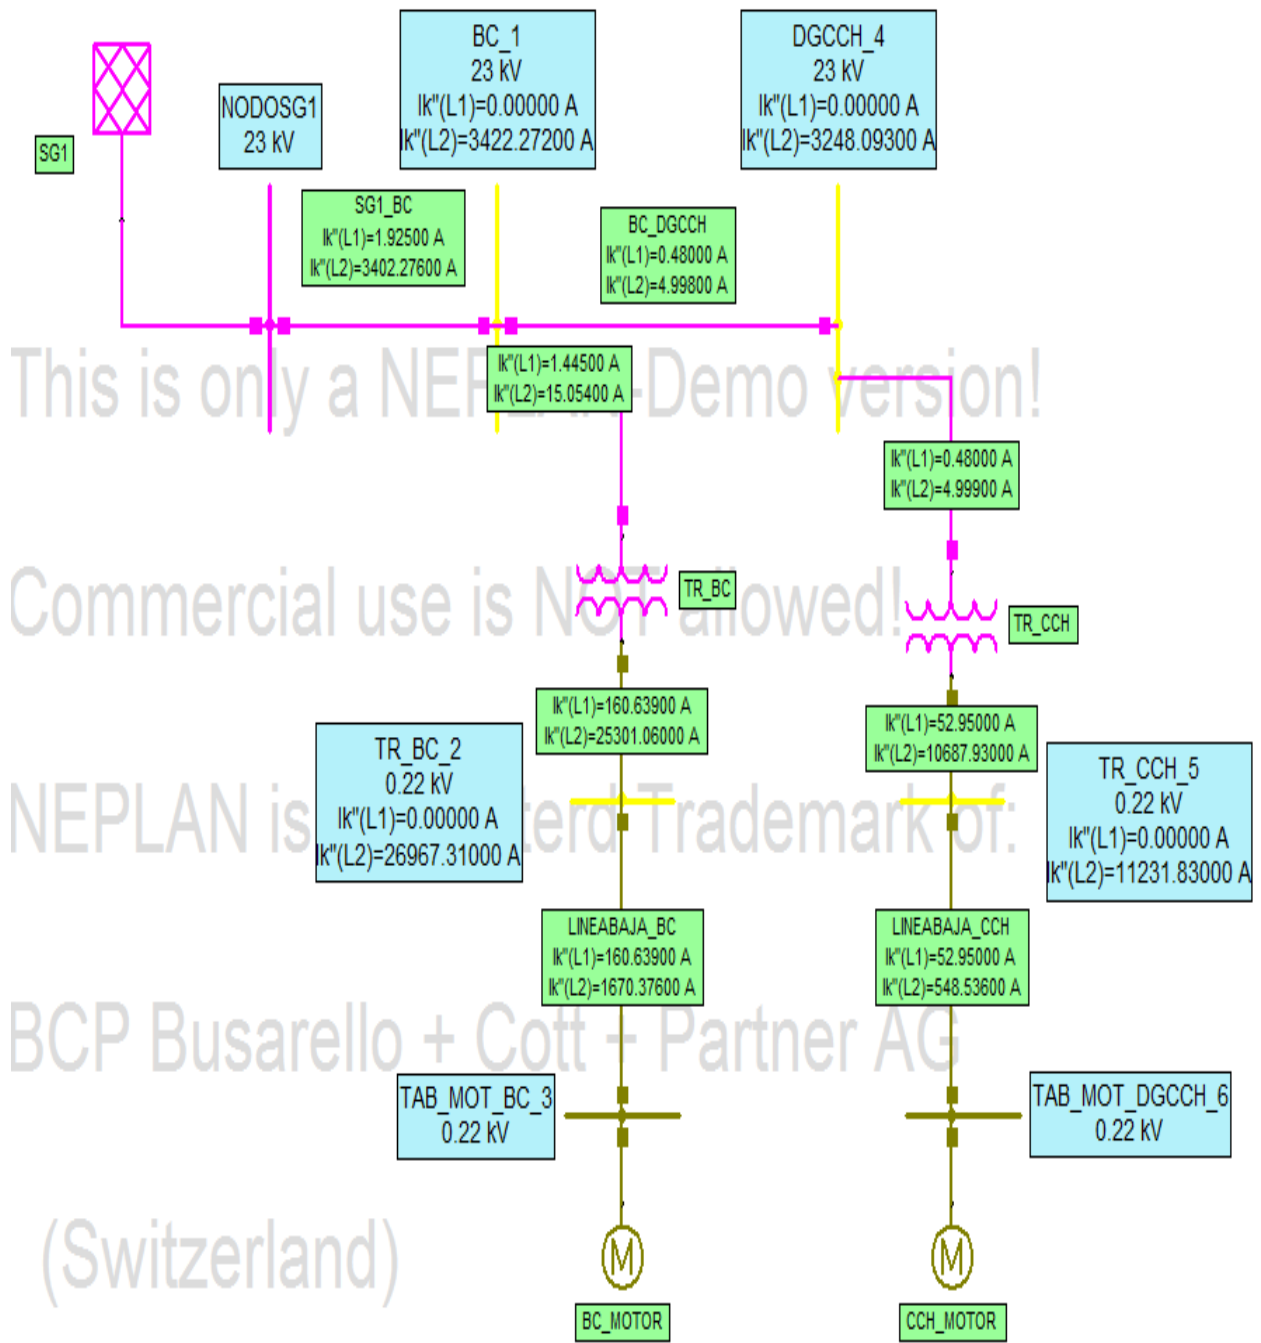 BC_1
23 kV
Ik"(L1)=0.00000 A
Ik"(L2)=3422.27200 A
DGCCH_4
23 kV
Ik"(L1)=0.00000 A
Ik"(L2)=3248.09300 A
NODOSG1
23 kV
SG1
SG1_BC
Ik"(L1)=1.92500 A
Ik"(L2)=3402.27600 A
BC_DGCCH
Ik"(L1)=0.48000 A
Ik"(L2)=4.99800 A
This is only a NEPLAN-Demo version!
Ik"(L1)=1.44500 A
Ik"(L2)=15.05400 A
Ik"(L1)=0.48000 A
Ik"(L2)=4.99900 A
Commercial use is NOT allowed!
TR_BC
TR_CCH
Ik"(L1)=160.63900 A
Ik"(L2)=25301.06000 A
Ik"(L1)=52.95000 A
Ik"(L2)=10687.93000 A
TR_BC_2
0.22 kV
Ik"(L1)=0.00000 A
Ik"(L2)=26967.31000 A
TR_CCH_5
0.22 kV
Ik"(L1)=0.00000 A
Ik"(L2)=11231.83000 A
NEPLAN is terd Trademark of:
LINEABAJA_BC
Ik"(L1)=160.63900 A
Ik"(L2)=1670.37600 A
LINEABAJA_CCH
Ik"(L1)=52.95000 A
Ik"(L2)=548.53600 A
BCP Busarello + Cott + Partner AG
TAB_MOT_BC_3
0.22 kV
TAB_MOT_DGCCH_6
0.22 kV
(Switzerland)
M
M
BC_MOTOR
CCH_MOTOR